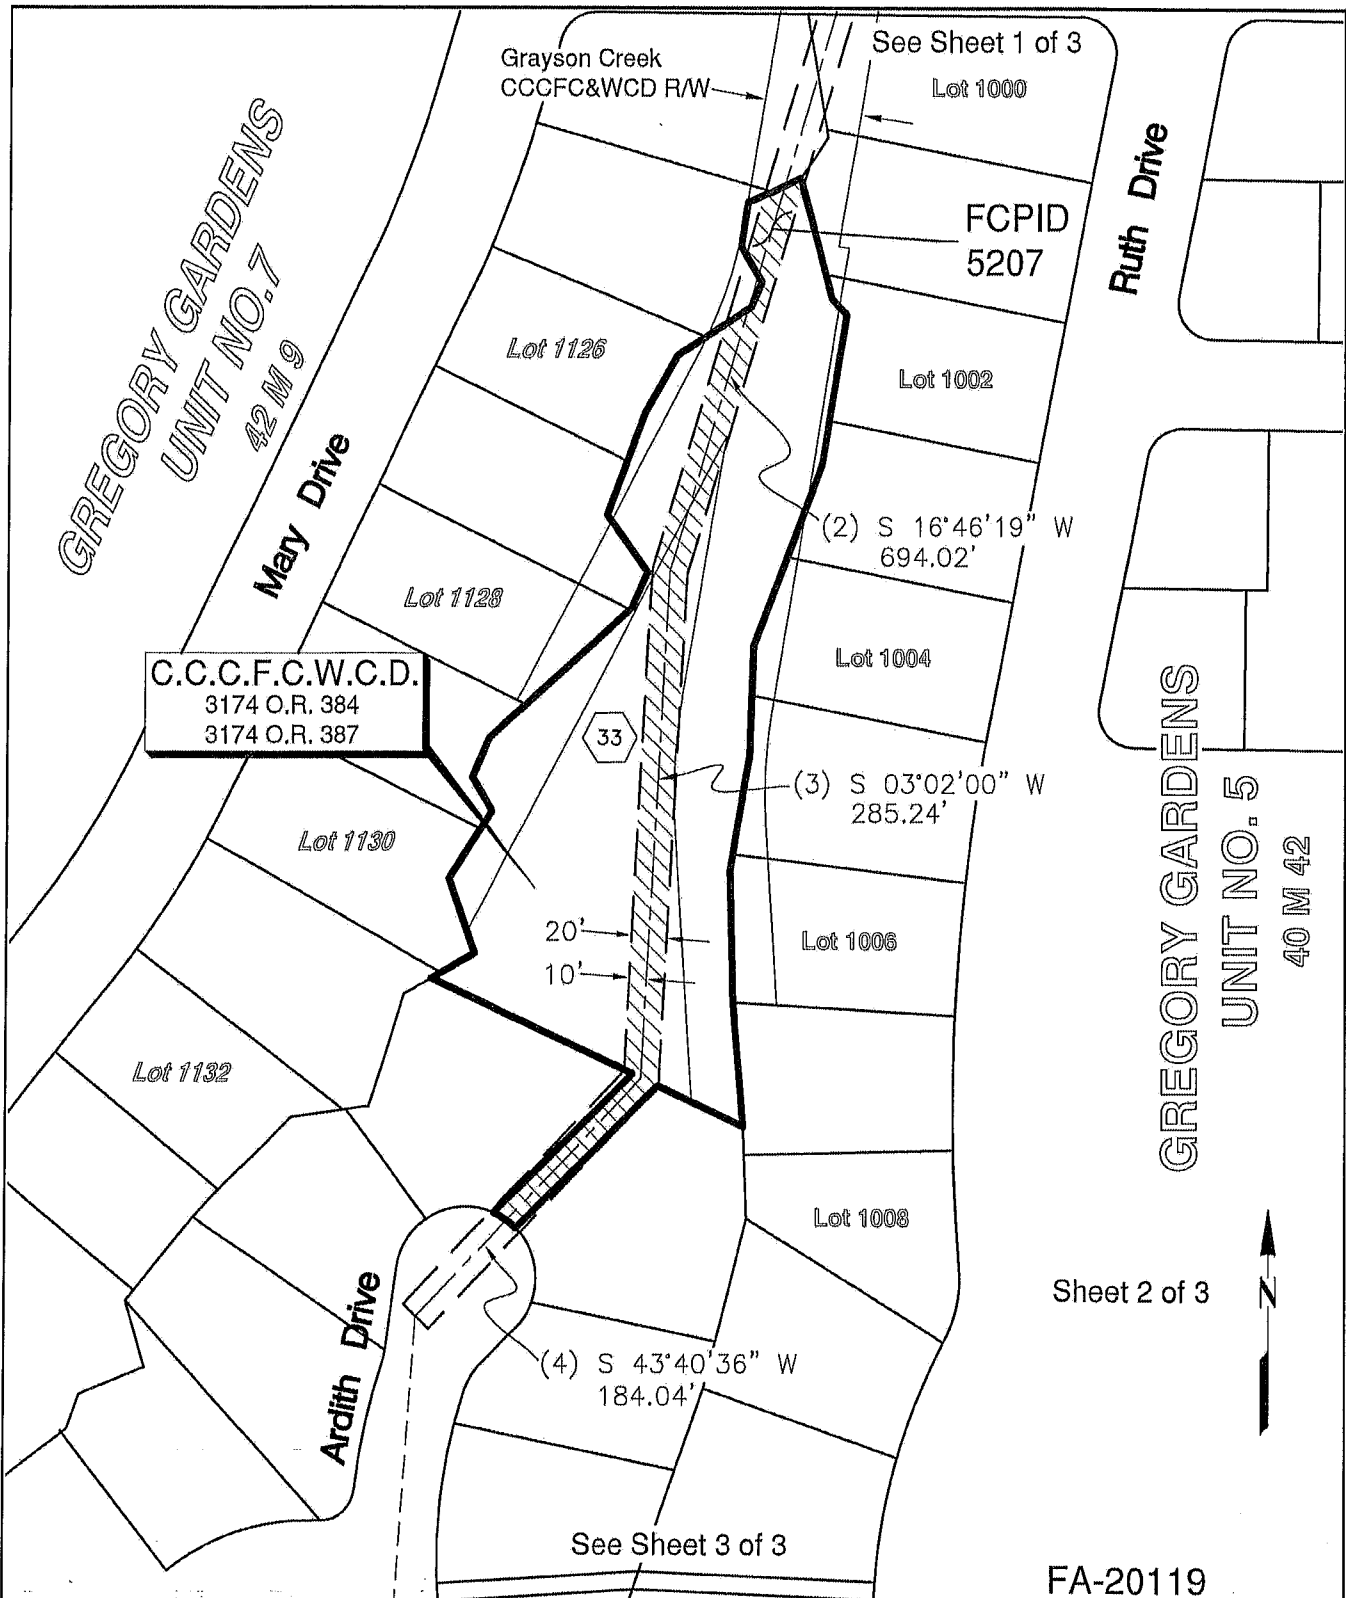 See Sheet 1 of 3
Grayson Creek
CCCFC&WCD R/W
Lot 1000
Ruth Drive
FCPID
5207
GREGORY GARDENS
UNIT NO.7
42 M 9
Mary Drive
Lot 1126
Lot 1002
(2) S 16°46'19" W
694.02'
Lot 1128
Lot 1004
C.C.C.F.C.W.C.D.
3174 O.R. 384
3174 O.R. 387
33
(3) S 03°02'00" W
285.24'
Lot 1130
GREGORY GARDENS
UNIT NO. 5
40 M 42
20'
10'
Lot 1006
Lot 1132
Lot 1008
Ardith Drive
Sheet 2 of 3
N
(4) S 43°40'36" W
184.04'
See Sheet 3 of 3
FA-20119